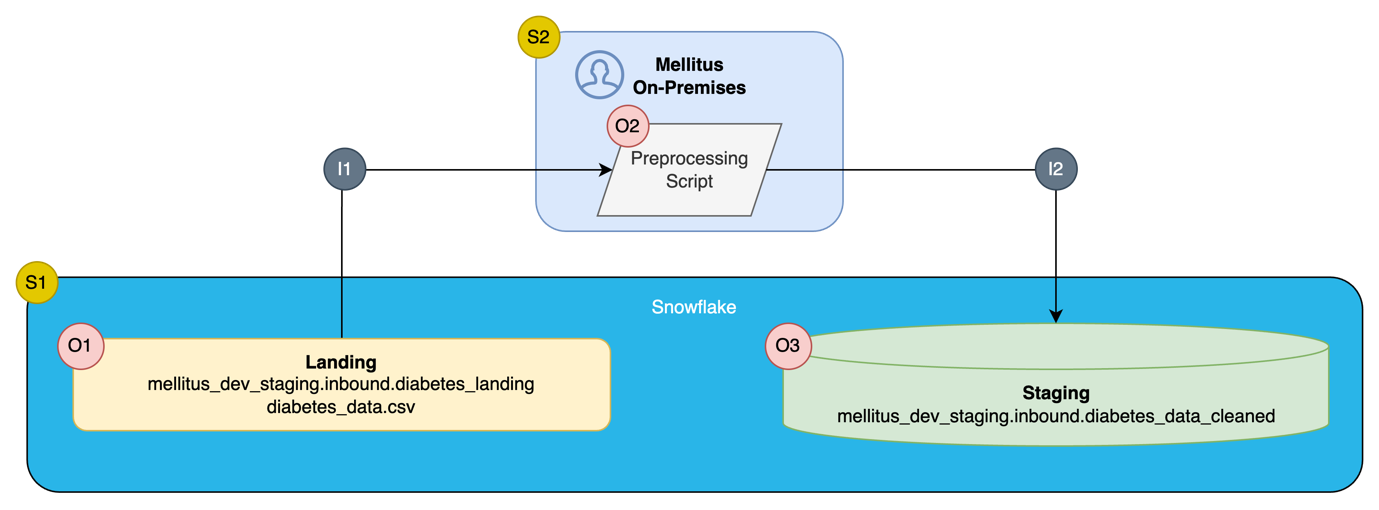 S2
Mellitus
On-Premises
O2
Preprocessing
Script
I1
I2
S1
Snowflake
O1
Landing
mellitus_dev_staging.inbound.diabetes_landing
diabetes_data.csv
O3
Staging
mellitus_dev_staging.inbound.diabetes_data_cleaned